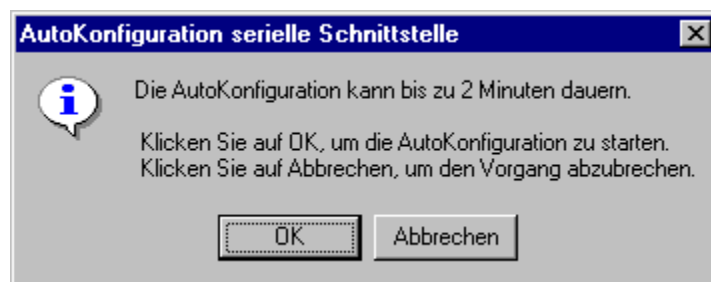 AutoKonfiguration serielle Schnittstelle
Die AutoKonfiguration kann bis zu 2 Minuten dauern.
Klicken Sie auf OK, um die AutoKonfiguration zu starten.
Klicken Sie auf Abbrechen, um den Vorgang abzubrechen.
OK Abbrechen